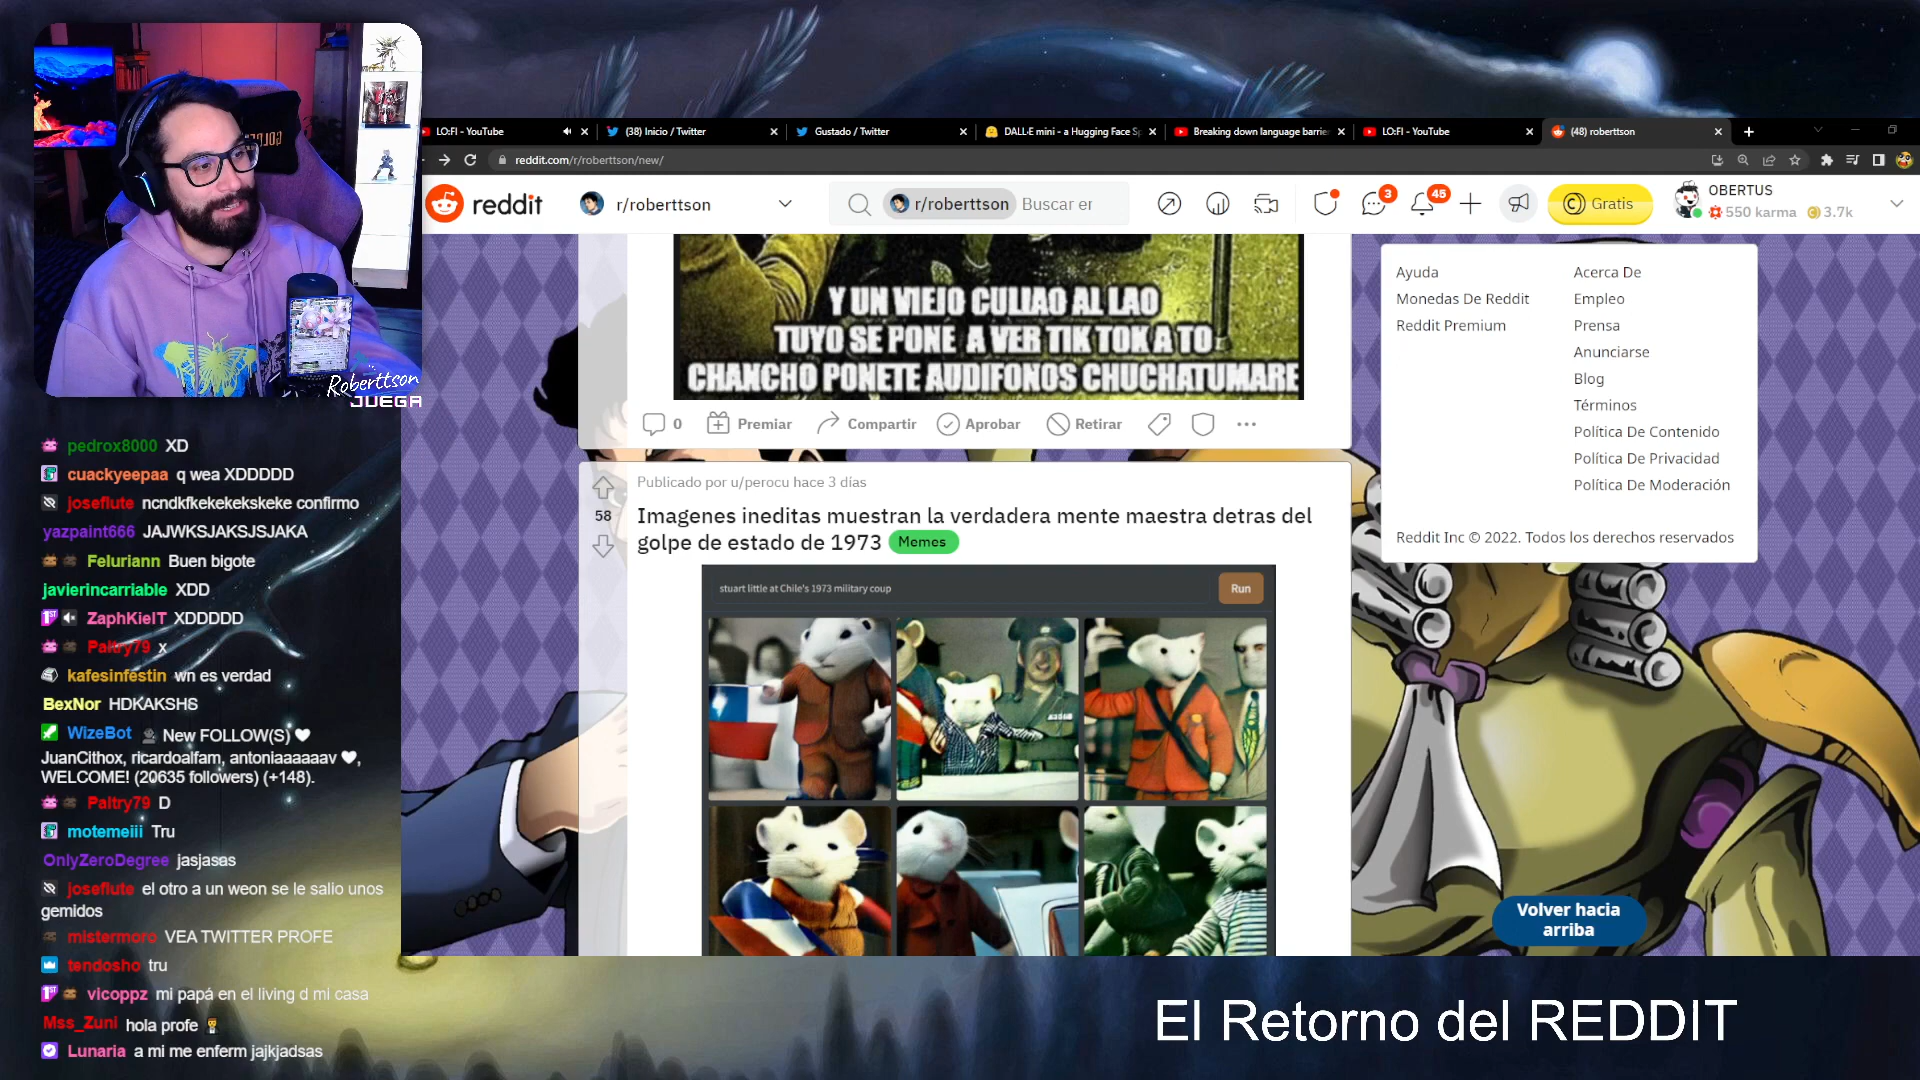 LO:FI - YouTube
(38) Inicio / Twitter
Gustado / Twitter
DALL·E mini - a Hugging Face Sp
Breaking down language barrier
LO:FI - YouTube
(48) roberttson
reddit.com/r/roberttson/new/
reddit
r/roberttson
r/roberttson
Buscar er
3
45
Gratis
OBERTUS
550 karma
3.7k
Y UN VIEJO CULIAO AL LAO
TUYO SE PONE A VER TIK TOK A TO
CHANCHO PONETE AUDIFONOS CHUCHATUMARE
0
Premiar
Compartir
Aprobar
Retirar
Ayuda
Monedas De Reddit
Reddit Premium
Acerca De
Empleo
Prensa
Anunciarse
Blog
Términos
Política De Contenido
Política De Privacidad
Política De Moderación
Reddit Inc © 2022. Todos los derechos reservados
58
Publicado por u/perocu hace 3 días
Imagenes ineditas muestran la verdadera mente maestra detras del
golpe de estado de 1973 Memes
stuart little at Chile's 1973 military coup
Run
Volver hacia
arriba
Roberttson
JUEGA
pedrox8000 XD
cuackyeepaa q wea XDDDDD
joseflute ncndkfkekekekskeke confirmo
yazpaint666 JAJWKSJAKSJSJAKA
Feluriann Buen bigote
javierincarriable XDD
ZaphKielT XDDDDD
Paltry79 x
kafesinfestin wn es verdad
BexNor HDKAKSHS
WizeBot New FOLLOW(S)
JuanCithox, ricardoalfam, antoniaaaaaav ,
WELCOME! (20635 followers) (+148).
Paltry79 D
motemeiii Tru
OnlyZeroDegree jasjasas
joseflute el otro a un weon se le salio unos
gemidos
mistermoro VEA TWITTER PROFE
tendosho tru
vicoppz mi papá en el living d mi casa
Mss_Zuni hola profe
Lunaria a mi me enferm jajkjadsas
El Retorno del REDDIT